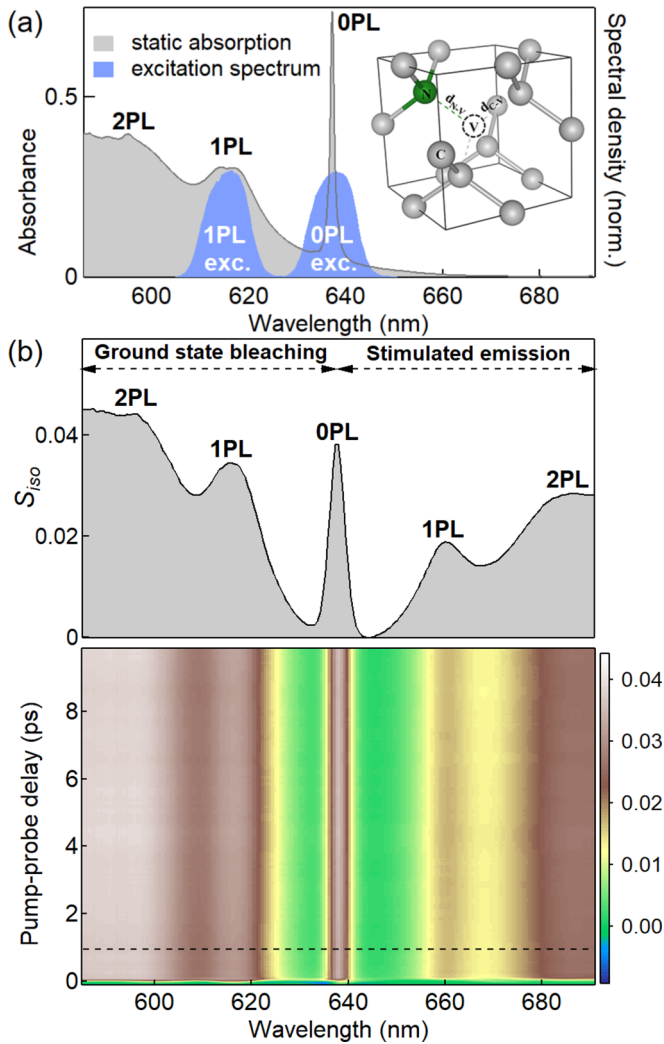 (a)
static absorption
excitation spectrum
0PL
2PL
1PL
1PL
exc.
0PL
exc.
N
d_N-V
d_C-V
V
C
0.5
0
Absorbance
Spectral density (norm.)
600
620
640
660
680
Wavelength (nm)
(b)
Ground state bleaching
Stimulated emission
2PL
1PL
0PL
1PL
2PL
0.04
0.02
0
S_iso
8
6
4
2
0
Pump-probe delay (ps)
0.04
0.03
0.02
0.01
0.00
600
620
640
660
680
Wavelength (nm)